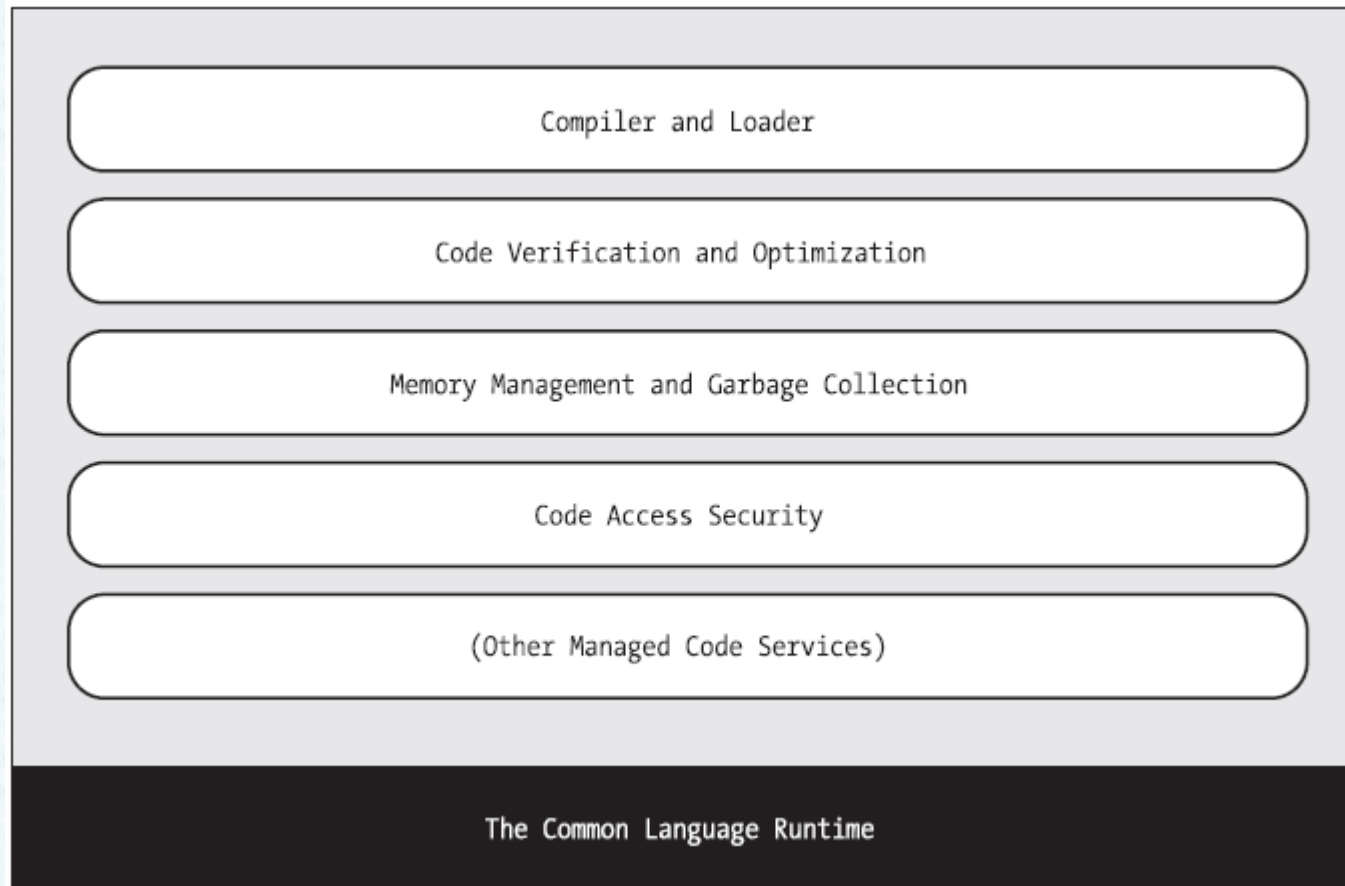 Compiler and Loader
Code Verification and Optimization
Memory Management and Garbage Collection
Code Access Security
(Other Managed Code Services)
The Common Language Runtime